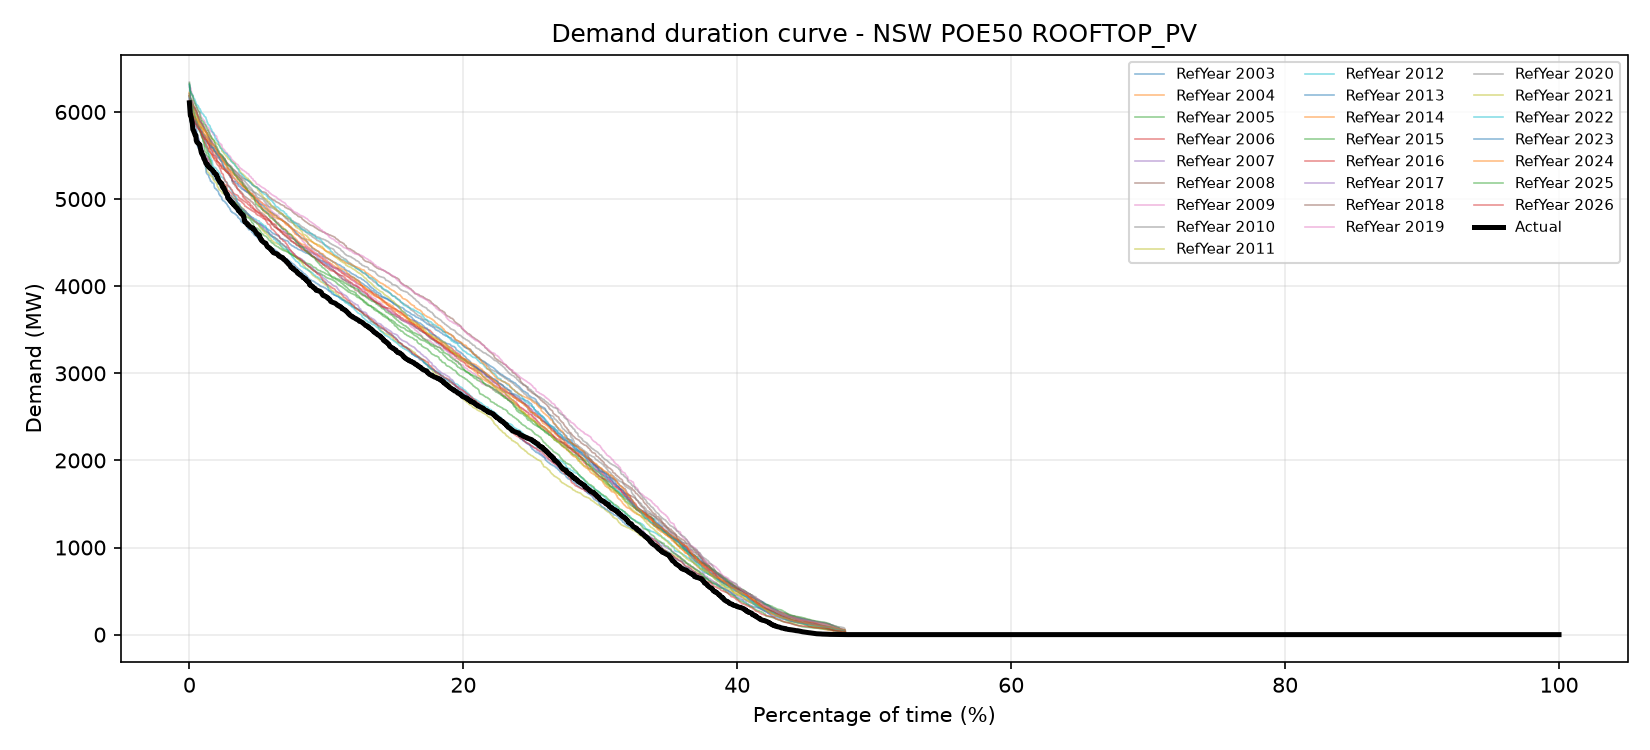 Demand duration curve - NSW POE50 ROOFTOP_PV
Demand (MW)
6000
5000
4000
3000
2000
1000
0
RefYear 2003
RefYear 2004
RefYear 2005
RefYear 2006
RefYear 2007
RefYear 2008
RefYear 2009
RefYear 2010
RefYear 2011
RefYear 2012
RefYear 2013
RefYear 2014
RefYear 2015
RefYear 2016
RefYear 2017
RefYear 2018
RefYear 2019
RefYear 2020
RefYear 2021
RefYear 2022
RefYear 2023
RefYear 2024
RefYear 2025
RefYear 2026
Actual
0 20 40 60 80 100
Percentage of time (%)